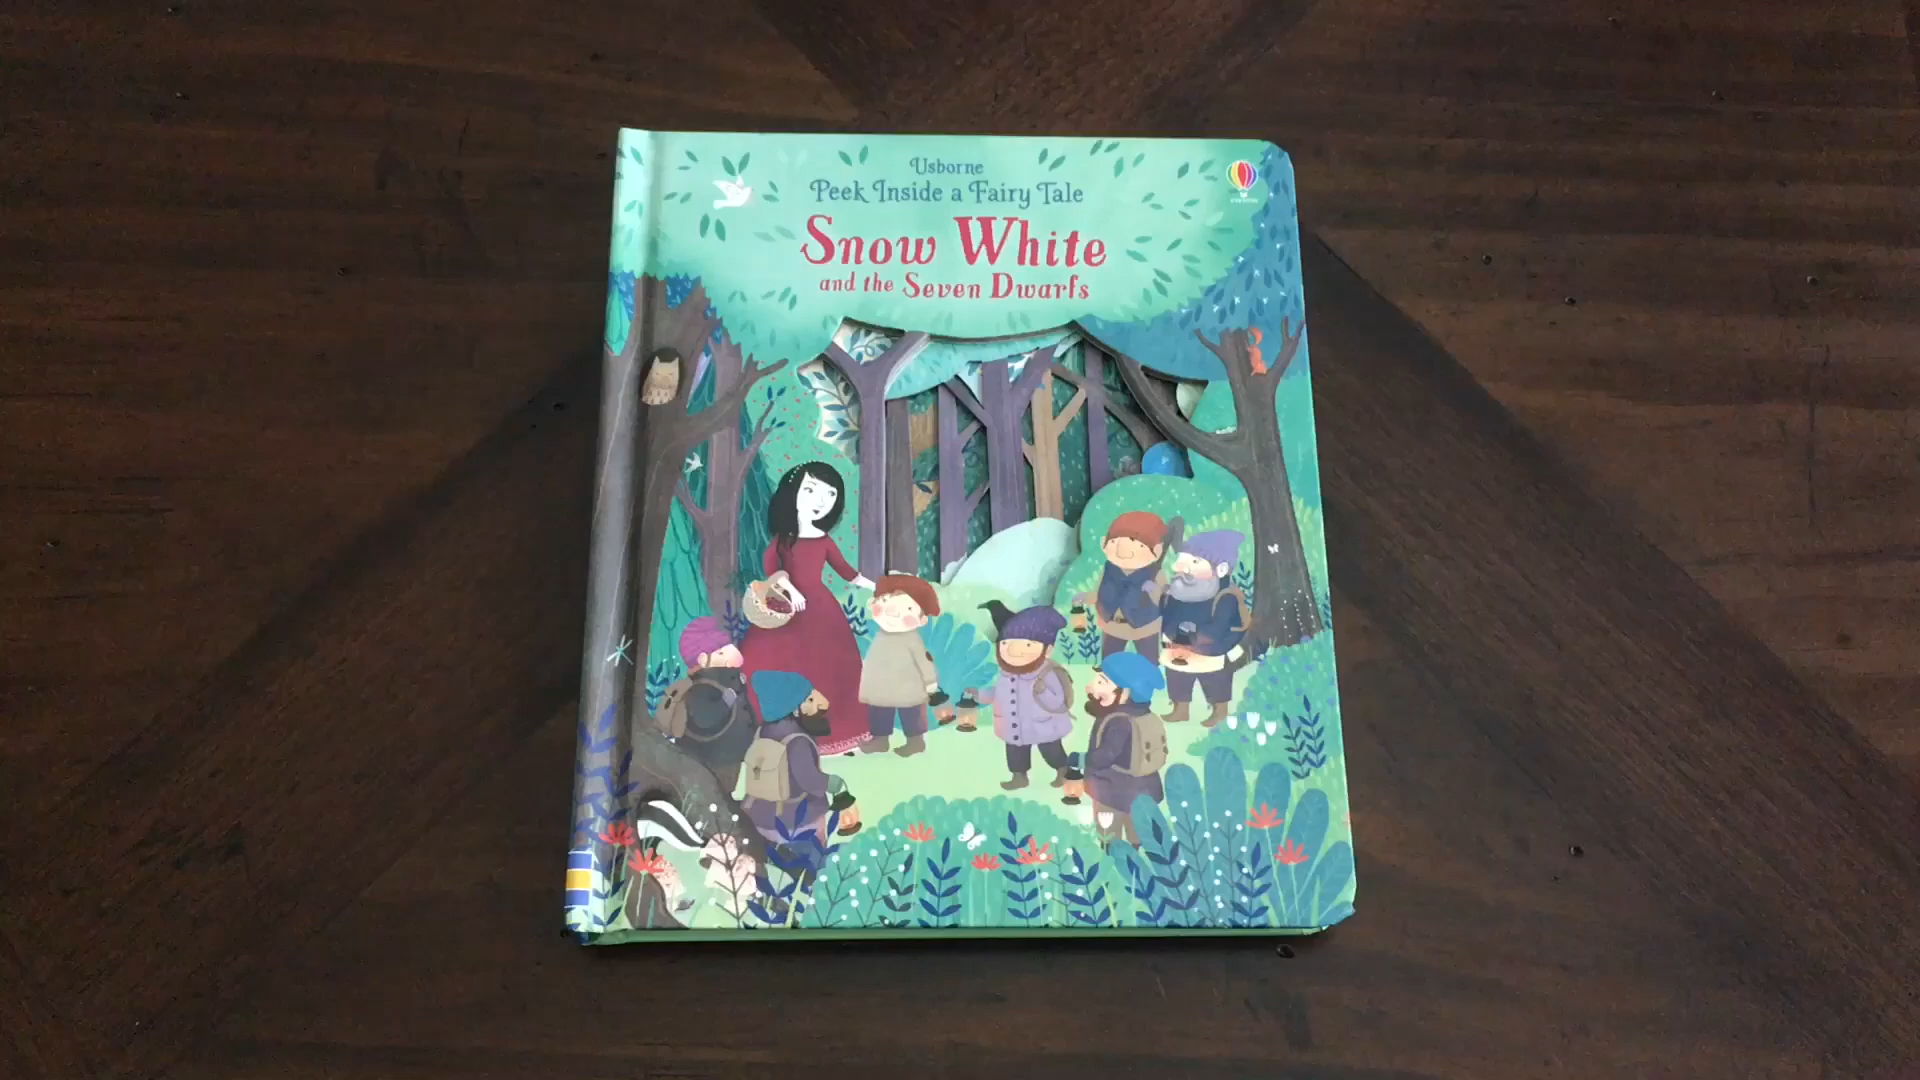 Usborne
Peek Inside a Fairy Tale
Snow White
and the Seven Dwarfs